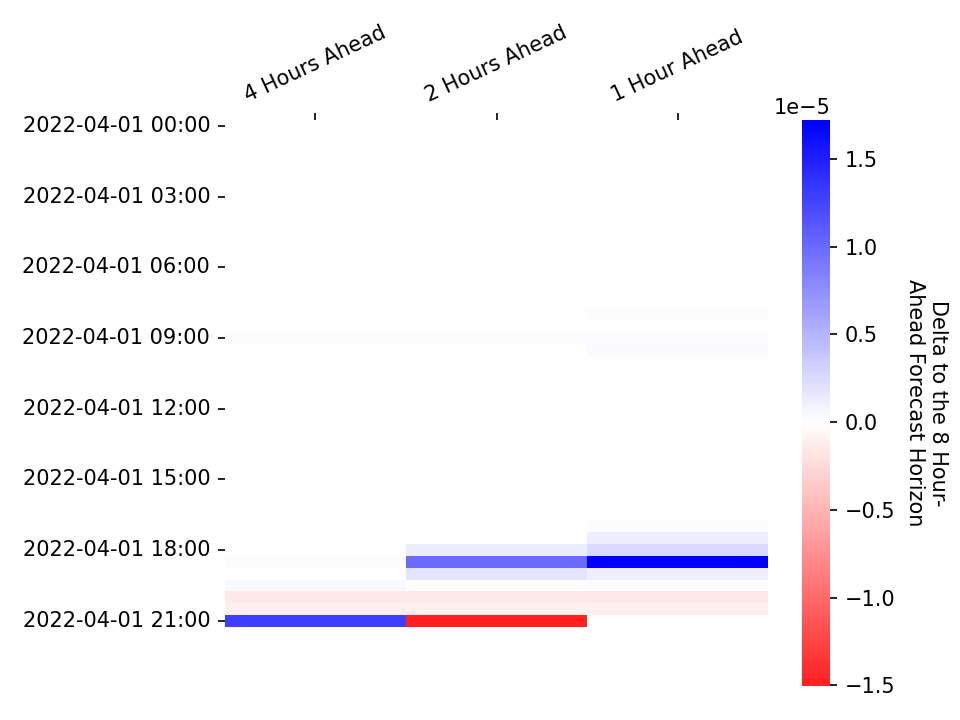 4 Hours Ahead
2 Hours Ahead
1 Hour Ahead
1e−5
2022-04-01 00:00
2022-04-01 03:00
2022-04-01 06:00
2022-04-01 09:00
2022-04-01 12:00
2022-04-01 15:00
2022-04-01 18:00
2022-04-01 21:00
1.5
1.0
0.5
0.0
−0.5
−1.0
−1.5
Delta to the 8 Hour-
Ahead Forecast Horizon